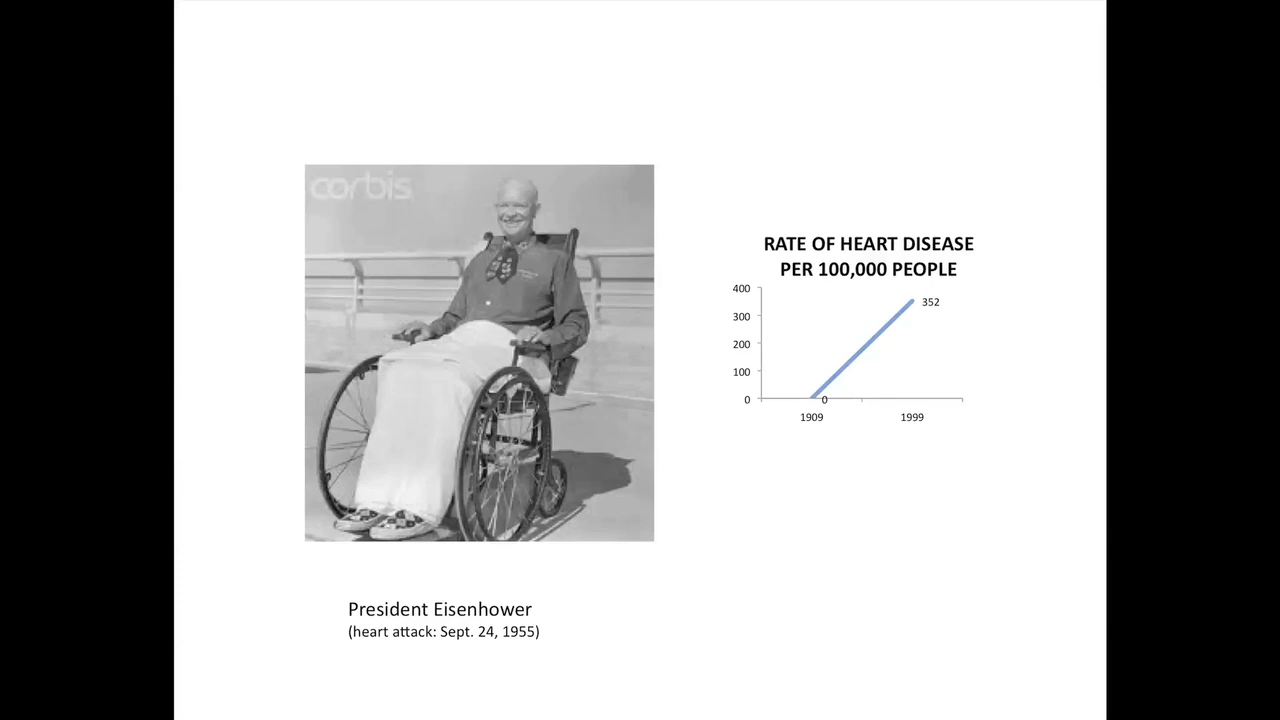 corbis
RATE OF HEART DISEASE
PER 100,000 PEOPLE
400
300
200
100
0
352
0
1909
1999
President Eisenhower
(heart attack: Sept. 24, 1955)